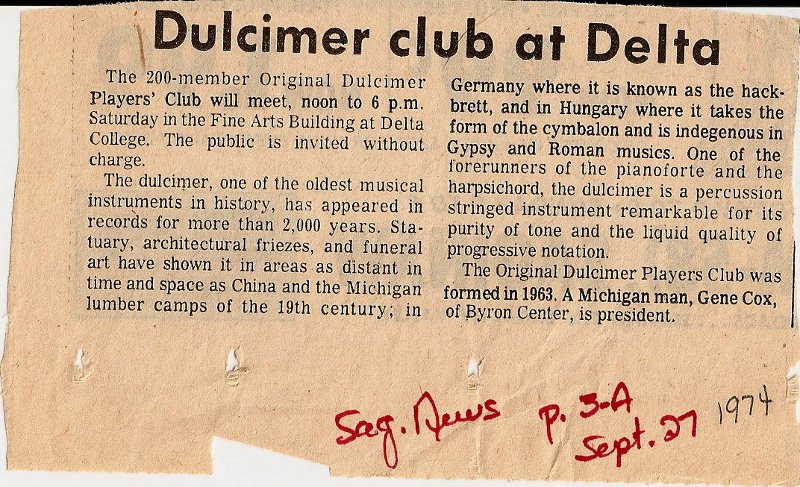 Dulcimer club at Delta
The 200-member Original Dulcimer
Players' Club will meet, noon to 6 p.m.
Saturday in the Fine Arts Building at Delta
College. The public is invited without
charge.
The dulcimer, one of the oldest musical
instruments in history, has appeared in
records for more than 2,000 years. Sta-
tuary, architectural friezes, and funeral
art have shown it in areas as distant in
time and space as China and the Michigan
lumber camps of the 19th century; in
Germany where it is known as the hack-
brett, and in Hungary where it takes the
form of the cymbalon and is indegenous in
Gypsy and Roman musics. One of the
forerunners of the pianoforte and the
harpsichord, the dulcimer is a percussion
stringed instrument remarkable for its
purity of tone and the liquid quality of
progressive notation.
The Original Dulcimer Players Club was
formed in 1963. A Michigan man, Gene Cox,
of Byron Center, is president.
Sag. News p. 3-A
Sept. 27 1974